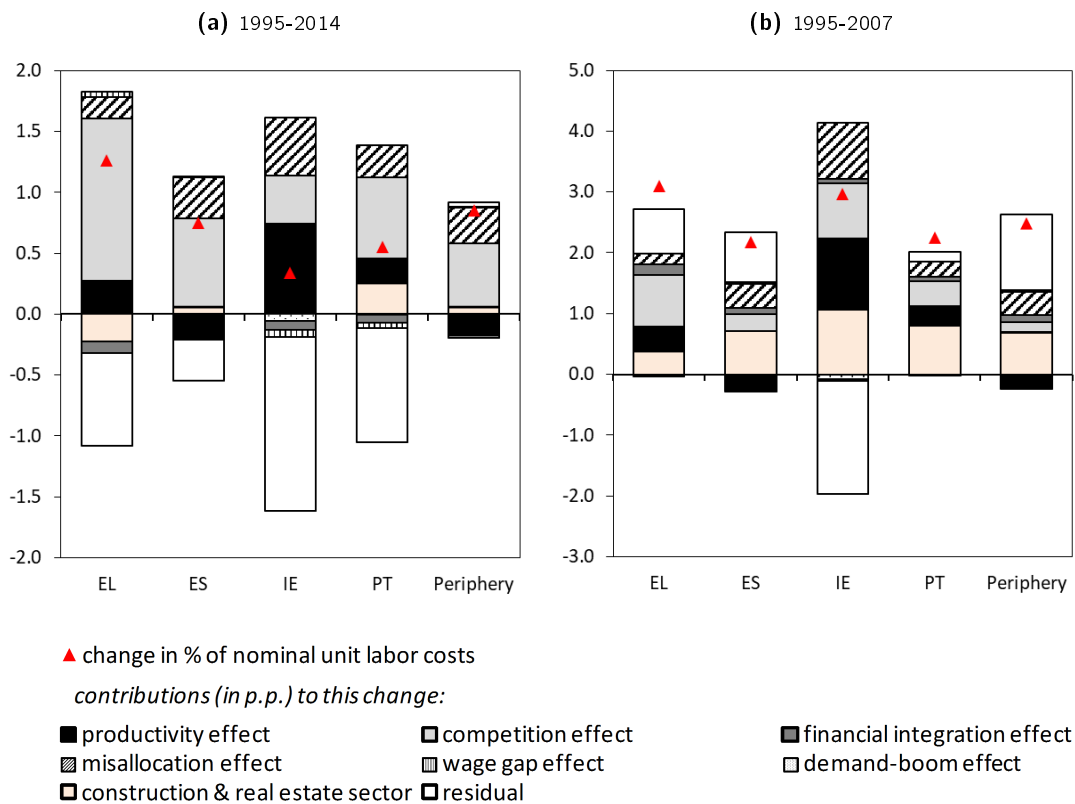 (a) 1995-2014
(b) 1995-2007
2.0
1.5
1.0
0.5
0.0
-0.5
-1.0
-1.5
-2.0
EL ES IE PT Periphery
5.0
4.0
3.0
2.0
1.0
0.0
-1.0
-2.0
-3.0
EL ES IE PT Periphery
change in % of nominal unit labor costs
contributions (in p.p.) to this change:
productivity effect competition effect financial integration effect
misallocation effect wage gap effect demand-boom effect
construction & real estate sector residual